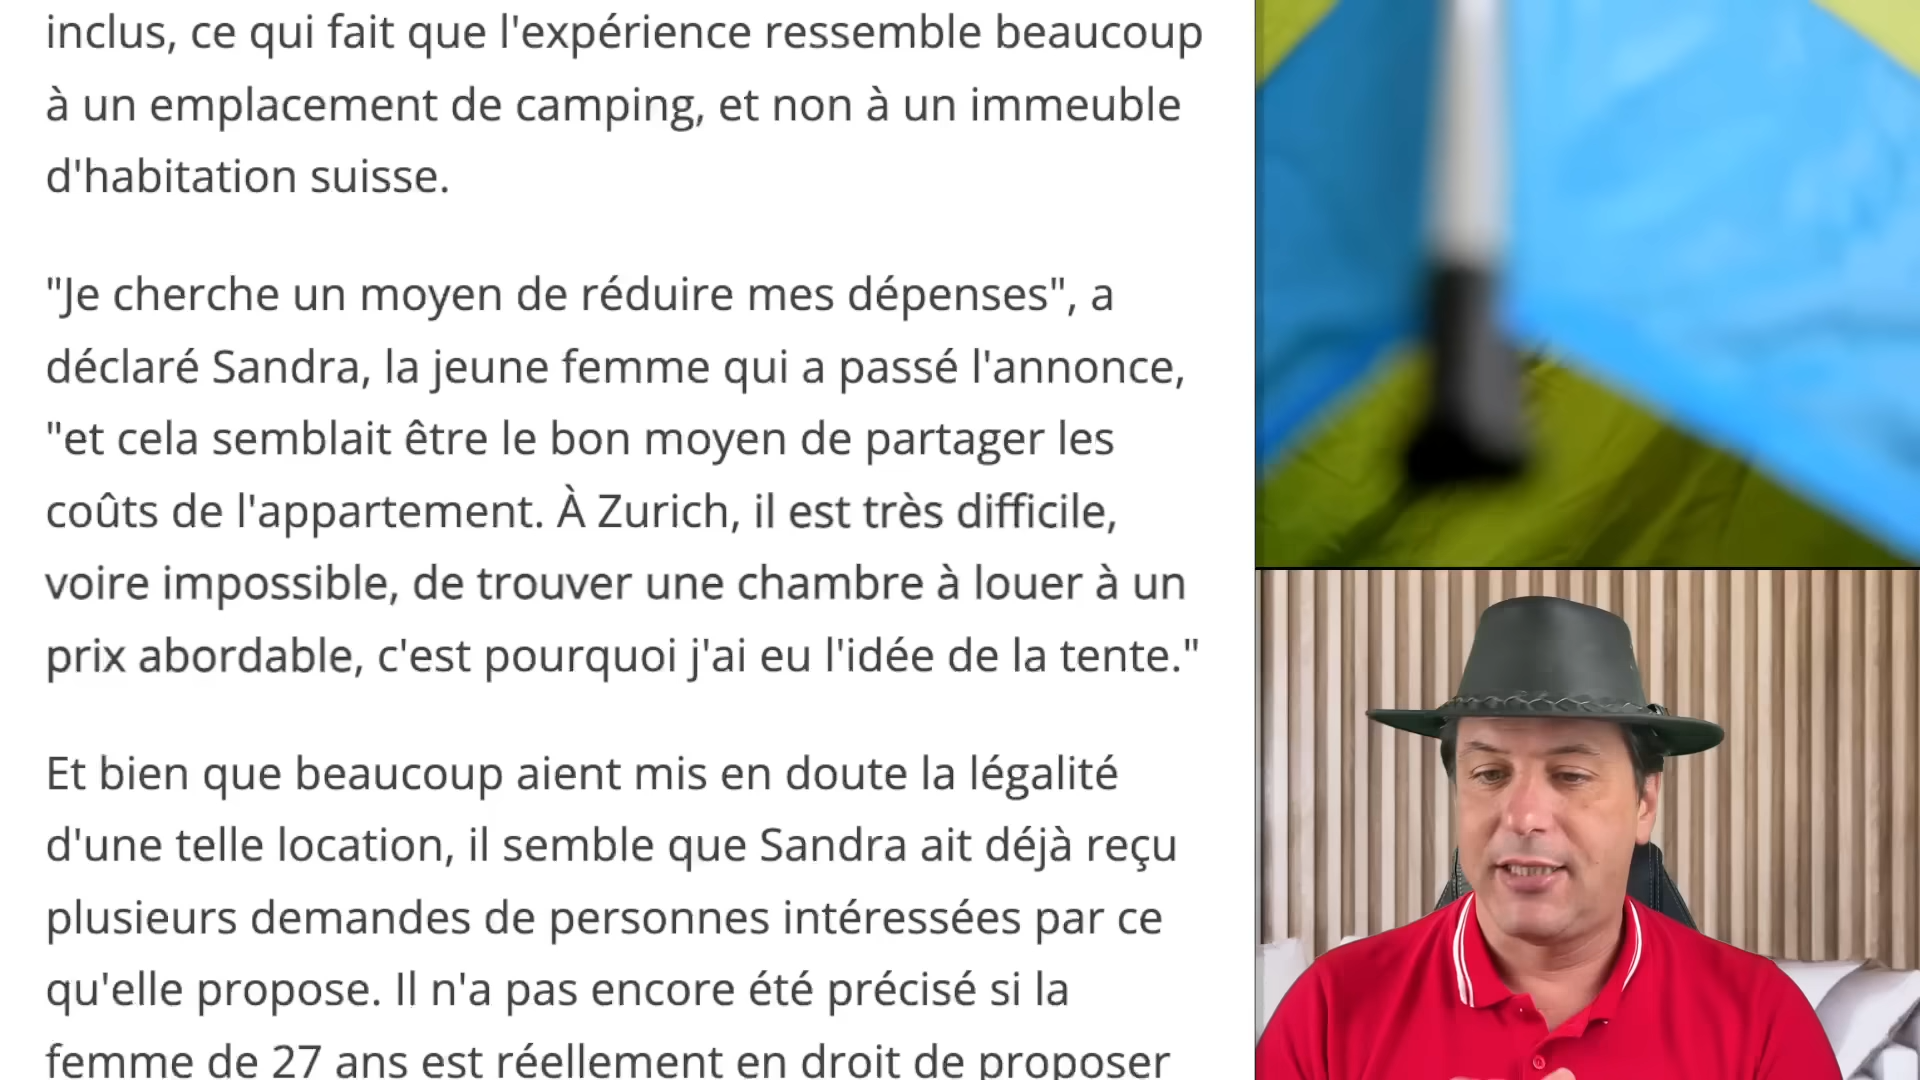 inclus, ce qui fait que l'expérience ressemble beaucoup
à un emplacement de camping, et non à un immeuble
d'habitation suisse.
"Je cherche un moyen de réduire mes dépenses", a
déclaré Sandra, la jeune femme qui a passé l'annonce,
"et cela semblait être le bon moyen de partager les
coûts de l'appartement. À Zurich, il est très difficile,
voire impossible, de trouver une chambre à louer à un
prix abordable, c'est pourquoi j'ai eu l'idée de la tente."
Et bien que beaucoup aient mis en doute la légalité
d'une telle location, il semble que Sandra ait déjà reçu
plusieurs demandes de personnes intéressées par ce
qu'elle propose. Il n'a pas encore été précisé si la
femme de 27 ans est réellement en droit de proposer